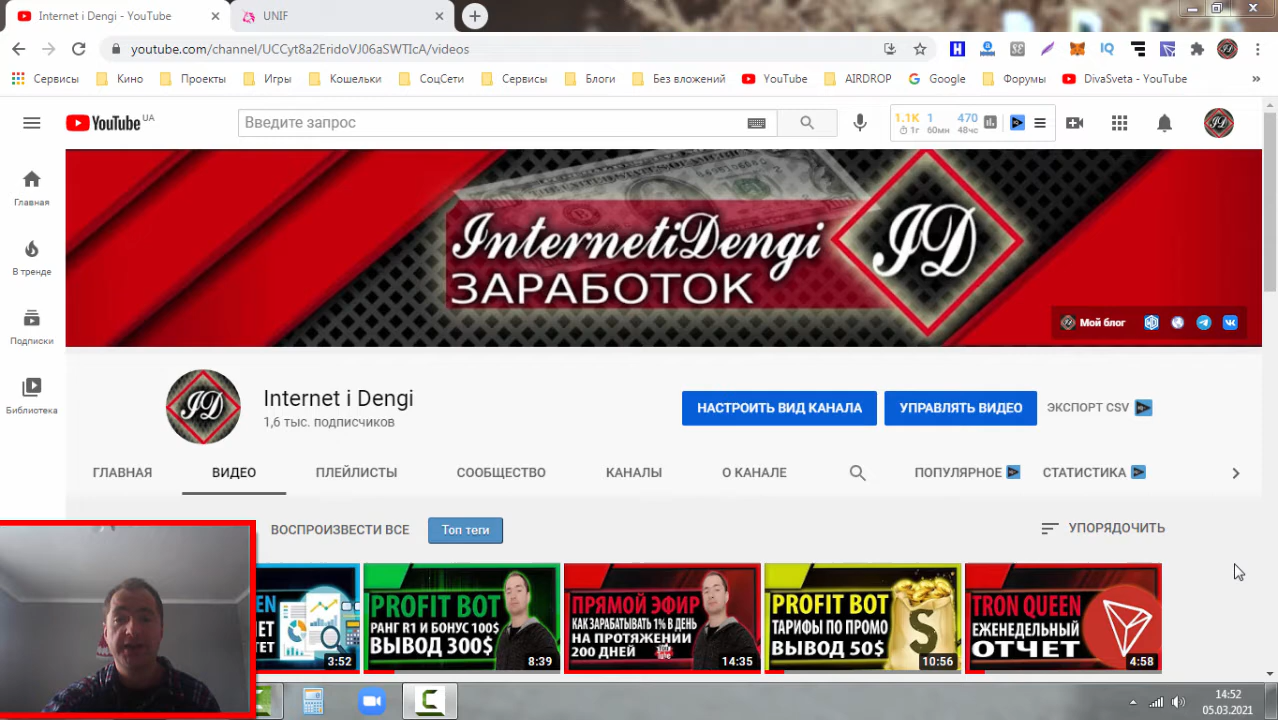 Internet i Dengi - YouTube
UNIF
youtube.com/channel/UCCyt8a2EridoVJ06aSWTIcA/videos
Сервисы Кино Проекты Игры Кошельки СоцСети Сервисы Блоги Без вложений YouTube AIRDROP Google Форумы DivaSveta - YouTube
YouTube UA
Введите запрос
1.1K 1 470
1г 60мн 48чс
InternetiDengi
ЗАРАБОТОК
JD
Мой блог
Главная
В тренде
Подписки
Библиотека
Internet i Dengi
1,6 тыс. подписчиков
НАСТРОИТЬ ВИД КАНАЛА
УПРАВЛЯТЬ ВИДЕО
ЭКСПОРТ CSV
ГЛАВНАЯ ВИДЕО ПЛЕЙЛИСТЫ СООБЩЕСТВО КАНАЛЫ О КАНАЛЕ ПОПУЛЯРНОЕ СТАТИСТИКА
ВОСПРОИЗВЕСТИ ВСЕ
Топ теги
УПОРЯДОЧИТЬ
3:52
PROFIT BOT
РАНГ R1 И БОНУС 100$
ВЫВОД 300$
8:39
ПРЯМОЙ ЭФИР
КАК ЗАРАБАТЫВАТЬ 1% В ДЕНЬ
НА ПРОТЯЖЕНИИ
200 ДНЕЙ
14:35
PROFIT BOT
ТАРИФЫ ПО ПРОМО
ВЫВОД 50$
10:56
TRON QUEEN
ЕЖЕНЕДЕЛЬНЫЙ
ОТЧЕТ
4:58
14:52
05.03.2021